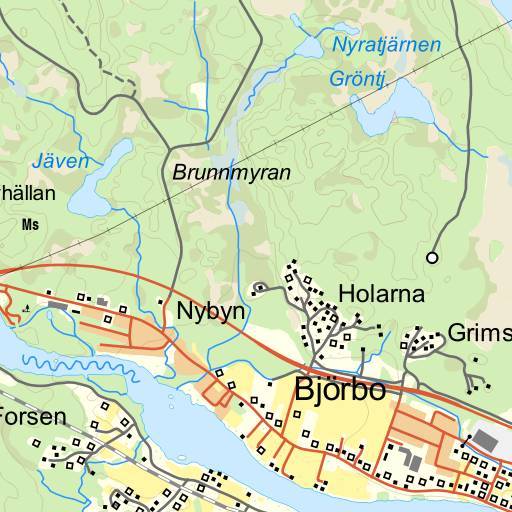 Nyratjärnen
Gröntj
Jäven
Brunnmyran
hällan
Ms
Holarna
Nybyn
Grims
Björbo
Forsen